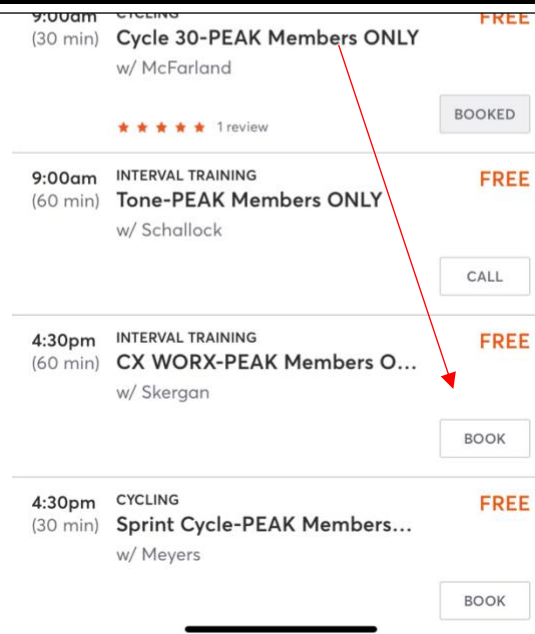 9:00am CYCLING FREE
(30 min) Cycle 30-PEAK Members ONLY
w/ McFarland
1 review BOOKED
9:00am INTERVAL TRAINING FREE
(60 min) Tone-PEAK Members ONLY
w/ Schallock
CALL
4:30pm INTERVAL TRAINING FREE
(60 min) CX WORX-PEAK Members O...
w/ Skergan
BOOK
4:30pm CYCLING FREE
(30 min) Sprint Cycle-PEAK Members...
w/ Meyers
BOOK